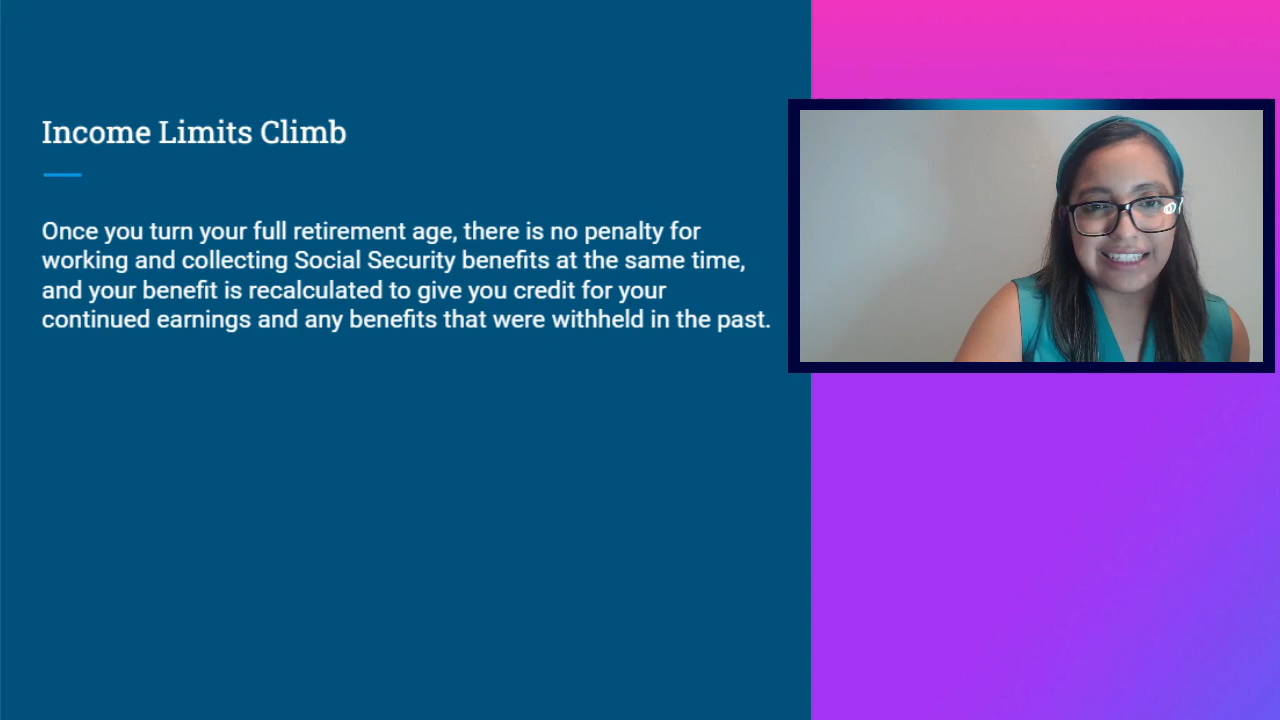 Income Limits Climb
Once you turn your full retirement age, there is no penalty for
working and collecting Social Security benefits at the same time,
and your benefit is recalculated to give you credit for your
continued earnings and any benefits that were withheld in the past.